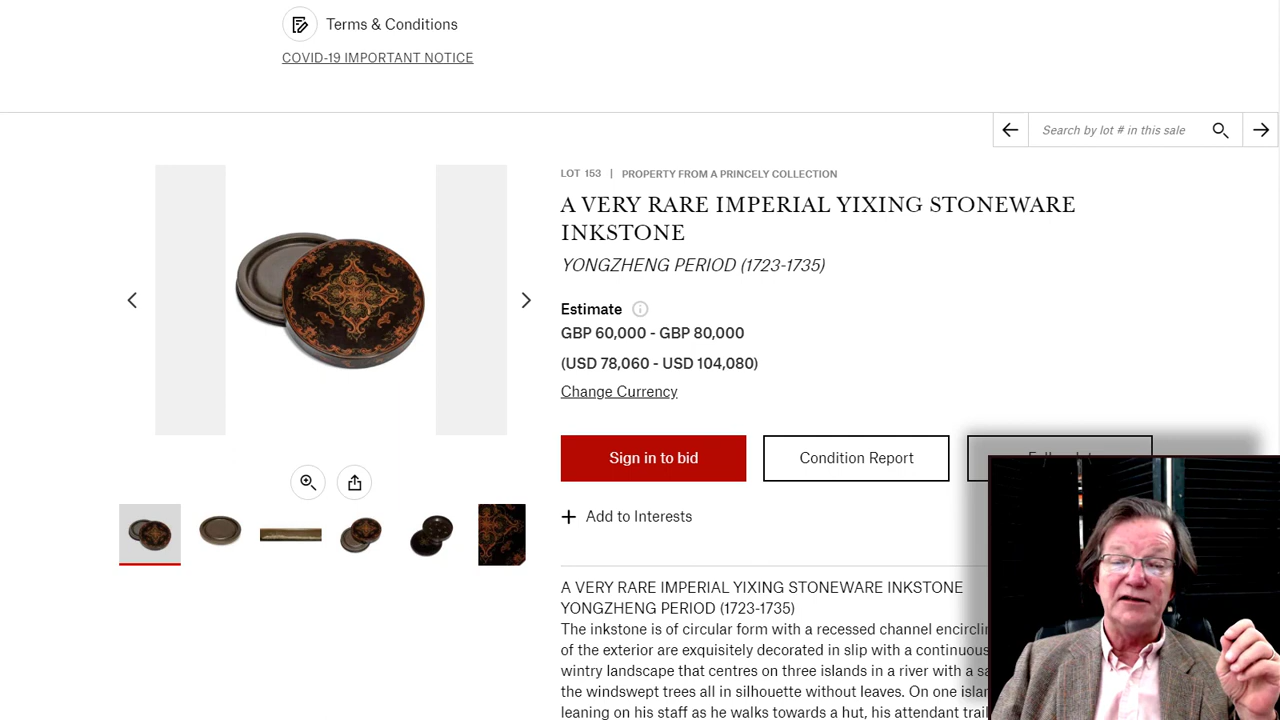 Terms & Conditions
COVID-19 IMPORTANT NOTICE
Search by lot # in this sale
LOT 153 | PROPERTY FROM A PRINCELY COLLECTION
A VERY RARE IMPERIAL YIXING STONEWARE
INKSTONE
YONGZHENG PERIOD (1723-1735)
Estimate
GBP 60,000 - GBP 80,000
(USD 78,060 - USD 104,080)
Change Currency
Sign in to bid
Condition Report
Add to Interests
A VERY RARE IMPERIAL YIXING STONEWARE INKSTONE
YONGZHENG PERIOD (1723-1735)
The inkstone is of circular form with a recessed channel
of the exterior are exquisitely decorated in slip with a continuous
wintry landscape that centres on three islands in a river with a
the windswept trees all in silhouette without leaves. On one
leaning on his staff as he walks towards a hut, his attendant